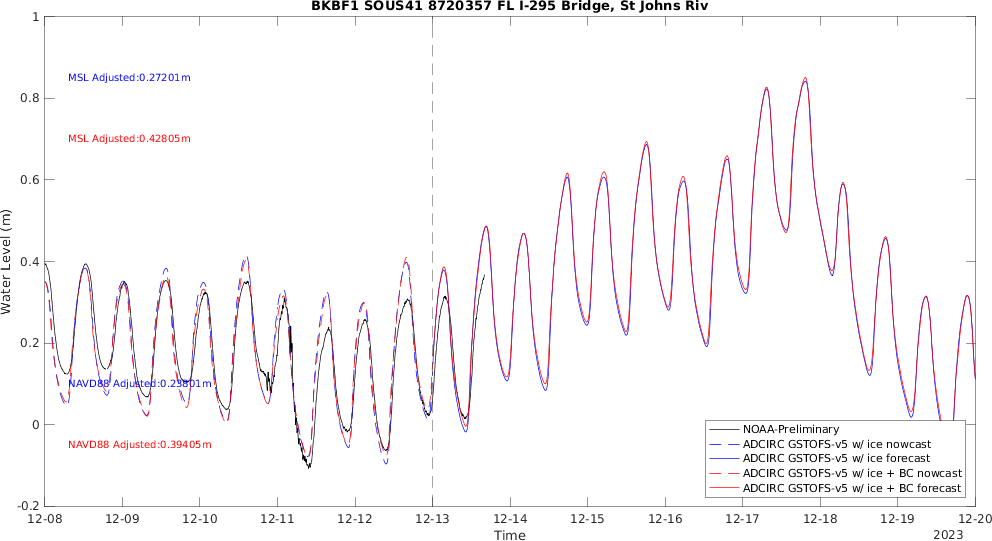 BKBF1 SOUS41 8720357 FL I-295 Bridge, St Johns Riv
1
0.8
0.6
0.4
0.2
0
-0.2
Water Level (m)
MSL Adjusted:0.27201m
MSL Adjusted:0.42805m
NAVD88 Adjusted:0.23801m
NAVD88 Adjusted:0.39405m
NOAA-Preliminary
ADCIRC GSTOFS-v5 w/ ice nowcast
ADCIRC GSTOFS-v5 w/ ice forecast
ADCIRC GSTOFS-v5 w/ ice + BC nowcast
ADCIRC GSTOFS-v5 w/ ice + BC forecast
12-08 12-09 12-10 12-11 12-12 12-13 12-14 12-15 12-16 12-17 12-18 12-19 12-20
Time
2023